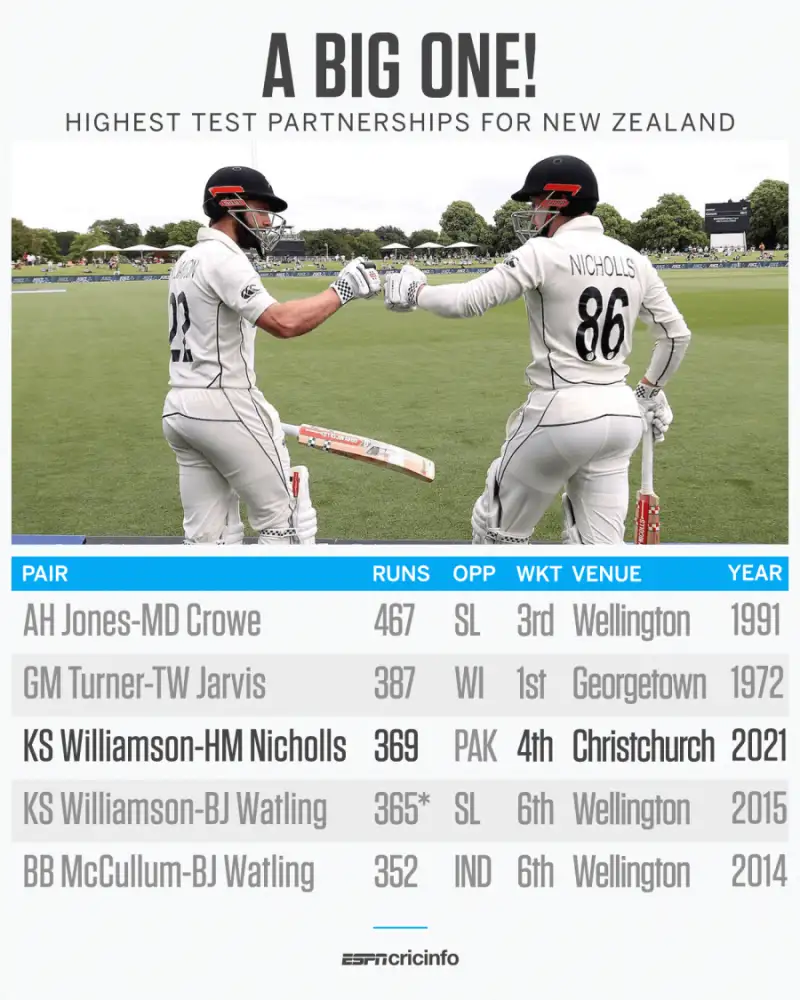 A BIG ONE!
HIGHEST TEST PARTNERSHIPS FOR NEW ZEALAND
22
NICHOLLS
86
PAIR RUNS OPP WKT VENUE YEAR
AH Jones-MD Crowe 467 SL 3rd Wellington 1991
GM Turner-TW Jarvis 387 WI 1st Georgetown 1972
KS Williamson-HM Nicholls 369 PAK 4th Christchurch 2021
KS Williamson-BJ Watling 365* SL 6th Wellington 2015
BB McCullum-BJ Watling 352 IND 6th Wellington 2014
ESPNcricinfo